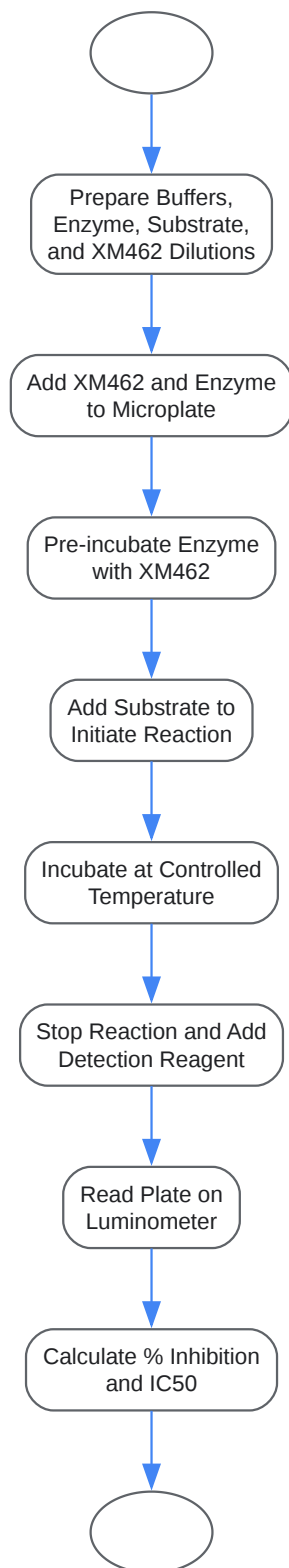 Prepare Buffers,
Enzyme, Substrate,
and XM462 Dilutions
Add XM462 and Enzyme
to Microplate
Pre-incubate Enzyme
with XM462
Add Substrate to
Initiate Reaction
Incubate at Controlled
Temperature
Stop Reaction and Add
Detection Reagent
Read Plate on
Luminometer
Calculate % Inhibition
and IC50